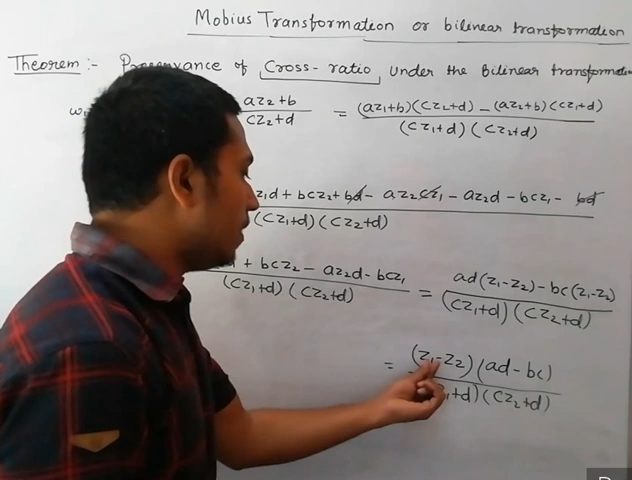 Mobius Transformation or bilinear transformation
Theorem :- of Cross-ratio under the Bilinear transformation
az₂+b / cz₂+d = (az₁+b)(cz₂+d) - (az₂+b)(cz₁+d) / (cz₁+d)(cz₂+d)
z₁d + bcz₂ + bd - az₂cz₁ - az₂d - bcz₁ - bd / (cz₁+d)(cz₂+d)
+ bcz₂ - az₂d - bcz₁ / (cz₁+d)(cz₂+d) = ad(z₁-z₂) - bc(z₁-z₂) / (cz₁+d)(cz₂+d)
= (z₁-z₂)(ad-bc) / ₁+d)(cz₂+d)